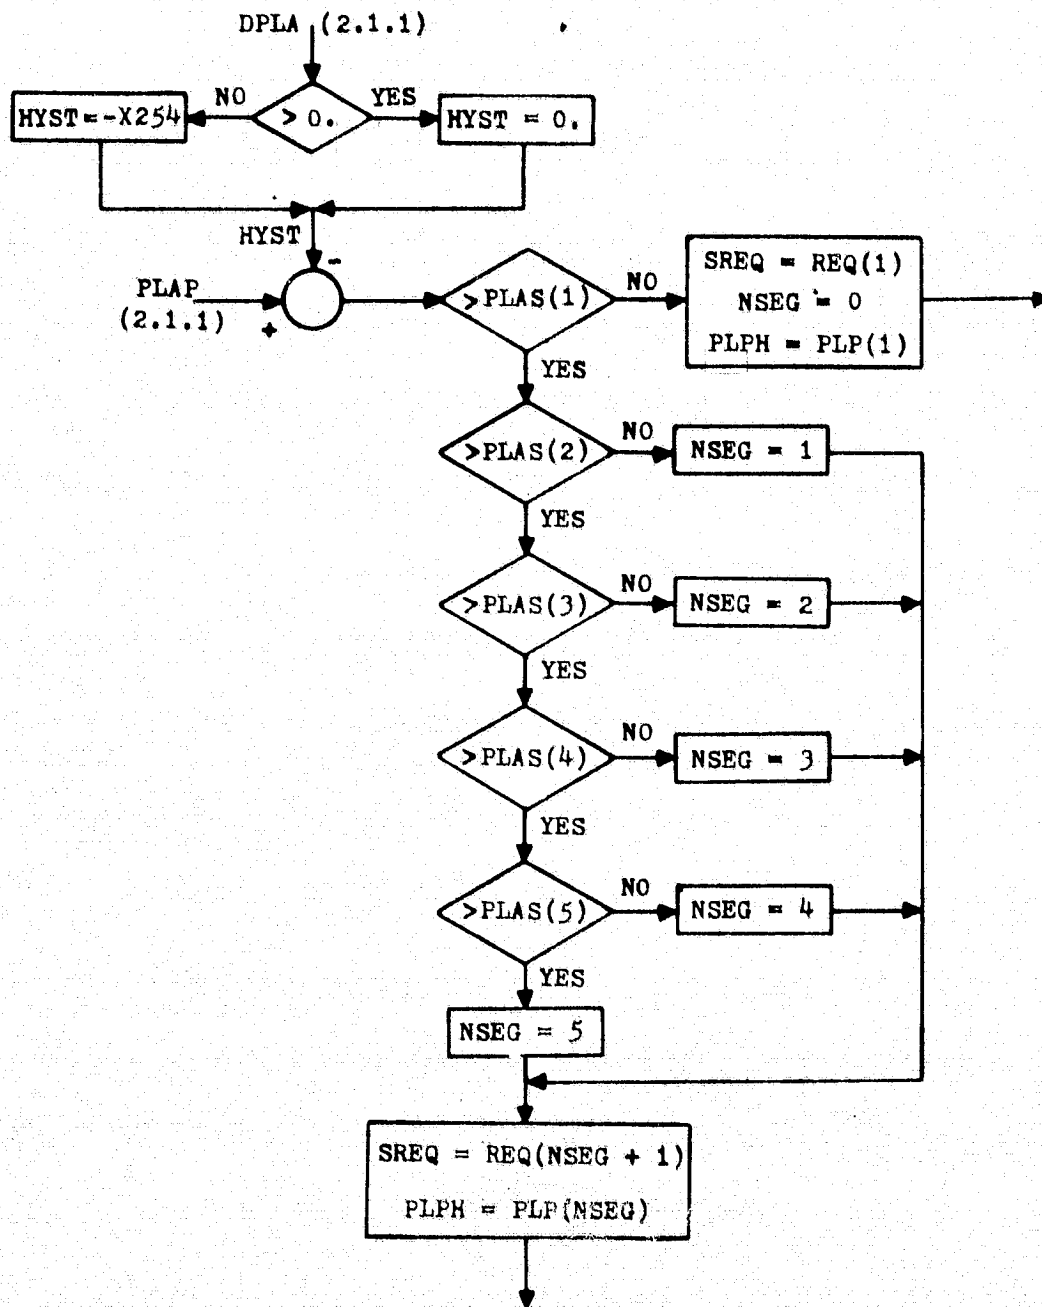 DPLA (2.1.1)
NO
> 0.
YES
HYST = -X254
HYST = 0.
HYST
-
PLAP
(2.1.1)
+
>PLAS(1)
NO
SREQ = REQ(1)
NSEG = 0
PLPH = PLP(1)
YES
>PLAS(2)
NO
NSEG = 1
YES
>PLAS(3)
NO
NSEG = 2
YES
>PLAS(4)
NO
NSEG = 3
YES
>PLAS(5)
NO
NSEG = 4
YES
NSEG = 5
SREQ = REQ(NSEG + 1)
PLPH = PLP(NSEG)